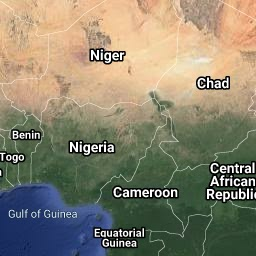 Niger
Chad
Benin
Nigeria
Togo
Central
African
Republic
Cameroon
Gulf of Guinea
Equatorial
Guinea